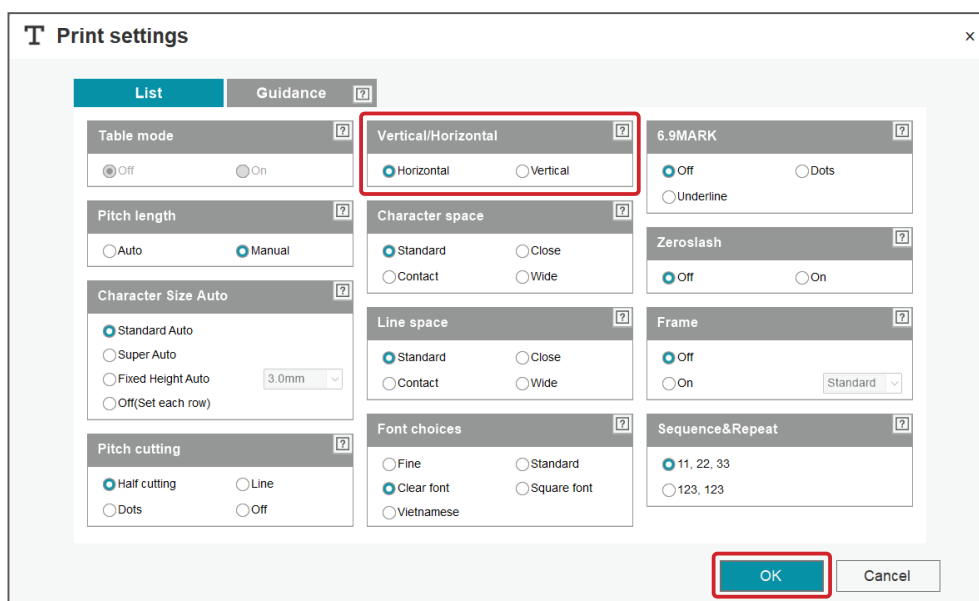 T Print settings ×
List Guidance ?
Table mode ?
Off On
Pitch length ?
Auto Manual
Character Size Auto ?
Standard Auto
Super Auto
Fixed Height Auto 3.0mm
Off(Set each row)
Pitch cutting ?
Half cutting Line
Dots Off
Vertical/Horizontal ?
Horizontal Vertical
Character space ?
Standard Close
Contact Wide
Line space ?
Standard Close
Contact Wide
Font choices ?
Fine Standard
Clear font Square font
Vietnamese
6.9MARK ?
Off Dots
Underline
Zeroslash ?
Off On
Frame ?
Off
On Standard
Sequence&Repeat ?
11, 22, 33
123, 123
OK Cancel